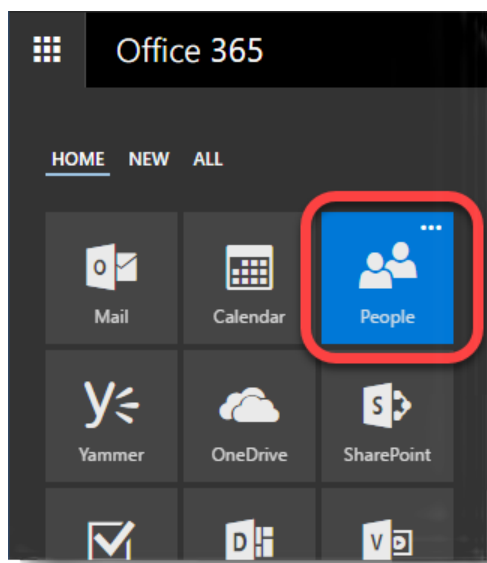 Office 365
HOME NEW ALL
Mail Calendar People
Yammer OneDrive SharePoint